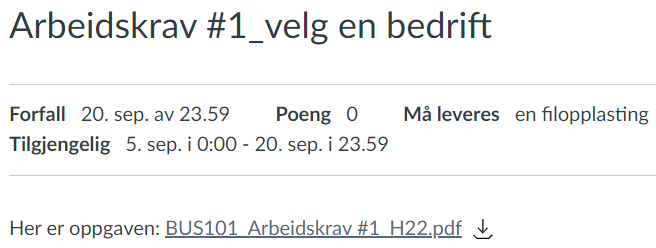 Arbeidskrav #1_velg en bedrift
Forfall 20. sep. av 23.59 Poeng 0 Må leveres en filopplasting
Tilgjengelig 5. sep. i 0:00 - 20. sep. i 23.59
Her er oppgaven: BUS101_Arbeidskrav #1_H22.pdf